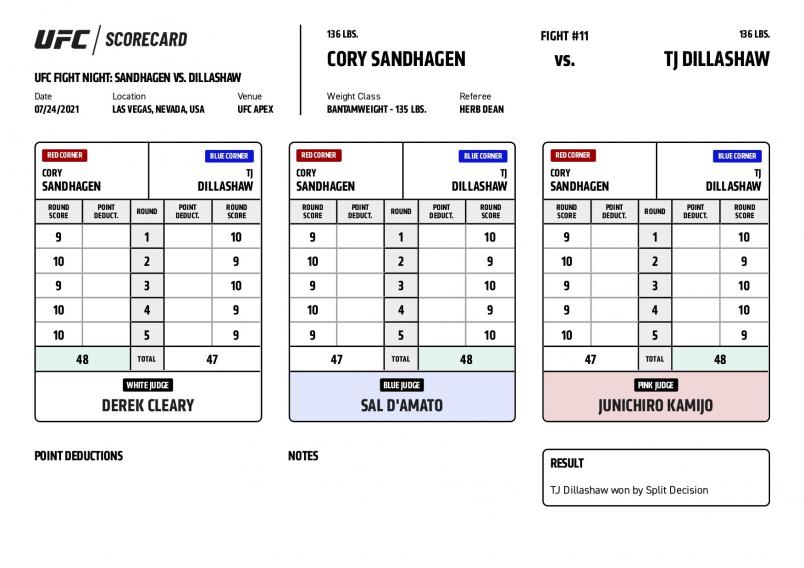 UFC SCORECARD
UFC FIGHT NIGHT: SANDHAGEN VS. DILLASHAW
Date Location Venue
07/24/2021 LAS VEGAS, NEVADA, USA UFC APEX
136 LBS. FIGHT #11 136 LBS.
CORY SANDHAGEN VS. TJ DILLASHAW
Weight Class Referee
BANTAMWEIGHT - 135 LBS. HERB DEAN
RED CORNER BLUE CORNER
CORY TJ
SANDHAGEN DILLASHAW
ROUND SCORE POINT DEDUCT. ROUND POINT DEDUCT. ROUND SCORE
9 1 10
10 2 9
9 3 10
10 4 9
10 5 9
48 TOTAL 47
WHITE JUDGE
DEREK CLEARY
RED CORNER BLUE CORNER
CORY TJ
SANDHAGEN DILLASHAW
ROUND SCORE POINT DEDUCT. ROUND POINT DEDUCT. ROUND SCORE
9 1 10
10 2 9
9 3 10
10 4 9
9 5 10
47 TOTAL 48
BLUE JUDGE
SAL D'AMATO
RED CORNER BLUE CORNER
CORY TJ
SANDHAGEN DILLASHAW
ROUND SCORE POINT DEDUCT. ROUND POINT DEDUCT. ROUND SCORE
9 1 10
10 2 9
9 3 10
9 4 10
10 5 9
47 TOTAL 48
PINK JUDGE
JUNICHIRO KAMIJO
POINT DEDUCTIONS
NOTES
RESULT
TJ Dillashaw won by Split Decision